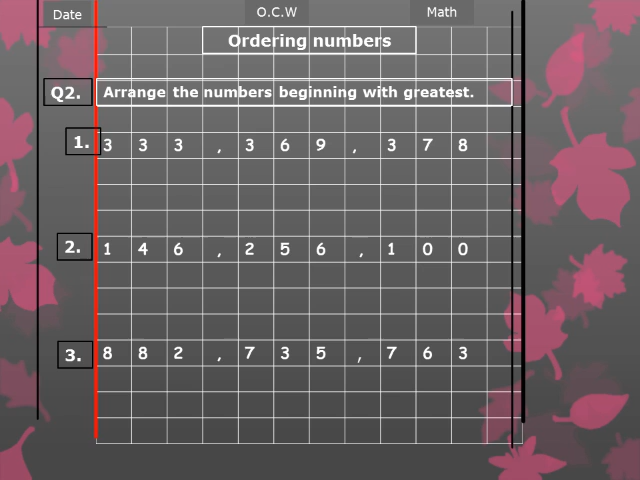 Date O.C.W Math
Ordering numbers
Q2. Arrange the numbers beginning with greatest.
1. 3 3 3 , 3 6 9 , 3 7 8
2. 1 4 6 , 2 5 6 , 1 0 0
3. 8 8 2 , 7 3 5 , 7 6 3